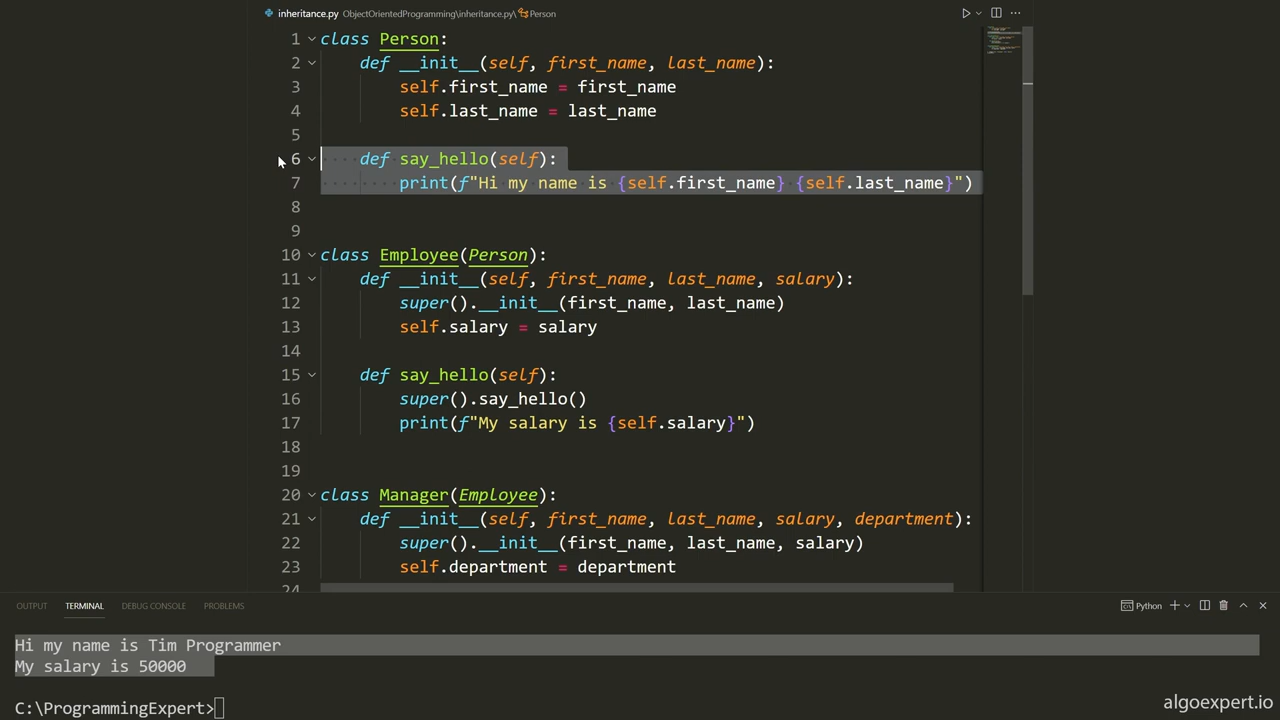 inheritance.py ObjectOrientedProgramming\inheritance.py\ Person
1 class Person:
2 def __init__(self, first_name, last_name):
3 self.first_name = first_name
4 self.last_name = last_name
5
6 def say_hello(self):
7 print(f"Hi my name is {self.first_name} {self.last_name}")
8
9
10 class Employee(Person):
11 def __init__(self, first_name, last_name, salary):
12 super().__init__(first_name, last_name)
13 self.salary = salary
14
15 def say_hello(self):
16 super().say_hello()
17 print(f"My salary is {self.salary}")
18
19
20 class Manager(Employee):
21 def __init__(self, first_name, last_name, salary, department):
22 super().__init__(first_name, last_name, salary)
23 self.department = department
24
OUTPUT TERMINAL DEBUG CONSOLE PROBLEMS Python
Hi my name is Tim Programmer
My salary is 50000
C:\ProgrammingExpert>
algoexpert.io